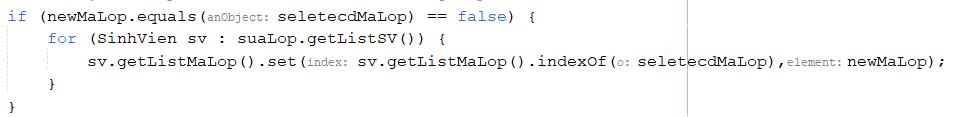 if (newMaLop.equals(anObject: seletecdMaLop) == false) {
for (SinhVien sv : suaLop.getListSV()) {
sv.getListMaLop().set(index: sv.getListMaLop().indexOf(o: seletecdMaLop),element: newMaLop);
}
}